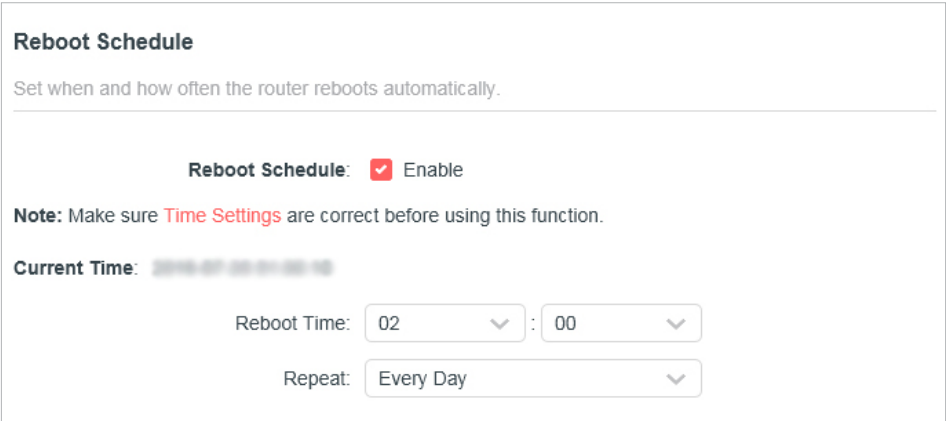 Reboot Schedule
Set when and how often the router reboots automatically.
Reboot Schedule: Enable
Note: Make sure Time Settings are correct before using this function.
Current Time:
Reboot Time: 02 : 00
Repeat: Every Day